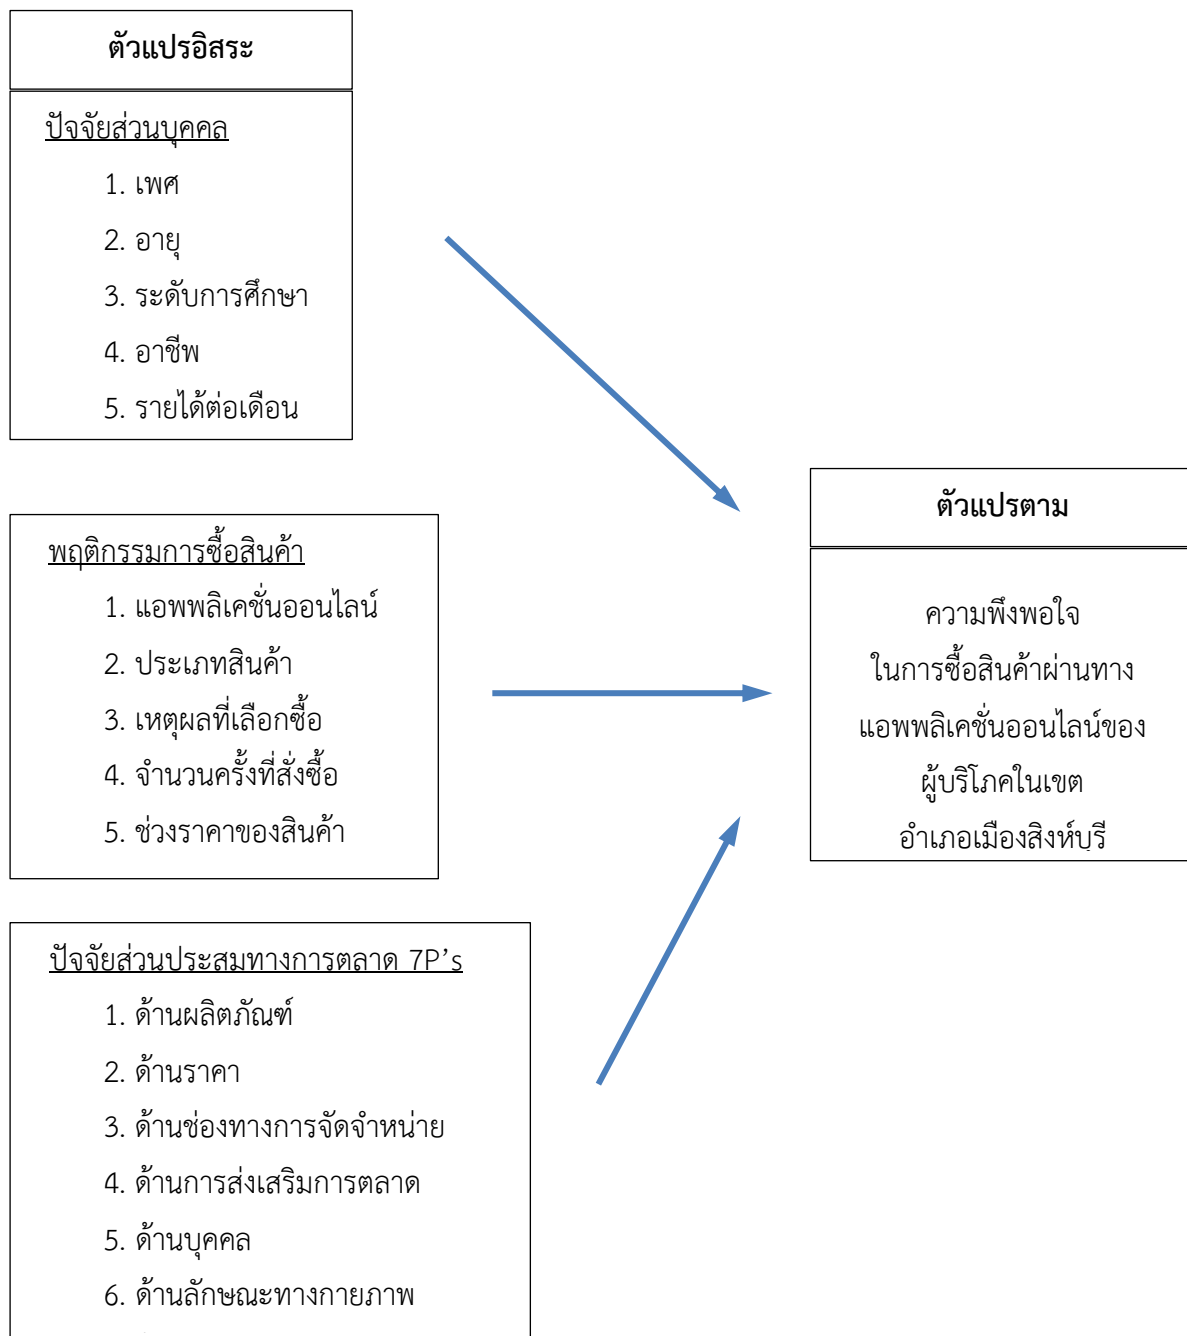 ตัวแปรอิสระ
ปัจจัยส่วนบุคคล
1. เพศ
2. อายุ
3. ระดับการศึกษา
4. อาชีพ
5. รายได้ต่อเดือน
พฤติกรรมการซื้อสินค้า
1. แอพพลิเคชั่นออนไลน์
2. ประเภทสินค้า
3. เหตุผลที่เลือกซื้อ
4. จำนวนครั้งที่สั่งซื้อ
5. ช่วงราคาของสินค้า
ปัจจัยส่วนประสมทางการตลาด 7P’s
1. ด้านผลิตภัณฑ์
2. ด้านราคา
3. ด้านช่องทางการจัดจำหน่าย
4. ด้านการส่งเสริมการตลาด
5. ด้านบุคคล
6. ด้านลักษณะทางกายภาพ
ตัวแปรตาม
ความพึงพอใจ
ในการซื้อสินค้าผ่านทาง
แอพพลิเคชั่นออนไลน์ของ
ผู้บริโภคในเขต
อำเภอเมืองสิงห์บุรี